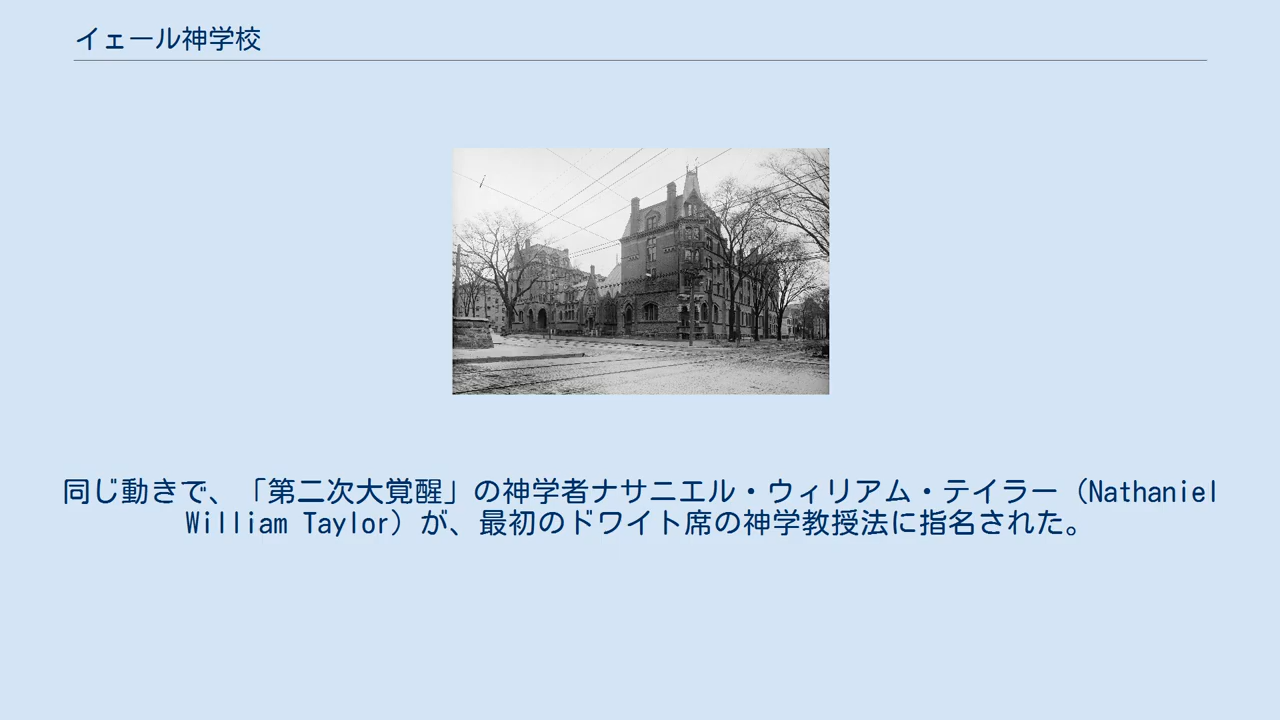 イェール神学校
同じ動きで、「第二次大覚醒」の神学者ナサニエル・ウィリアム・テイラー（Nathaniel
William Taylor）が、最初のドワイト席の神学教授法に指名された。